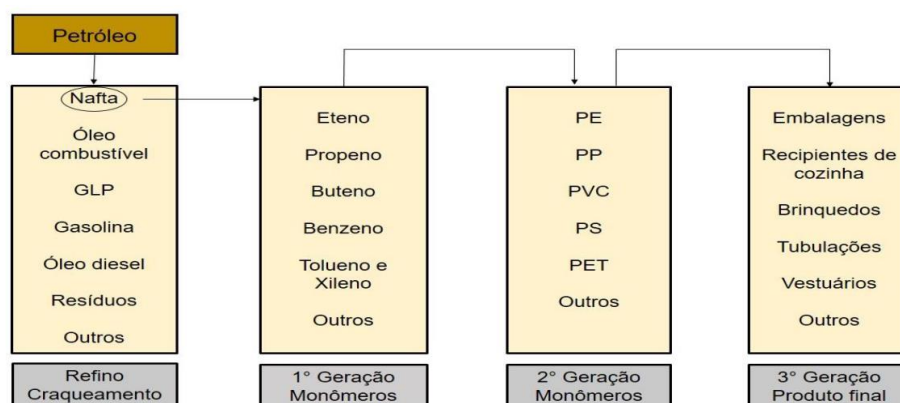 Petróleo
Nafta
Óleo
combustível
GLP
Gasolina
Óleo diesel
Resíduos
Outros
Refino
Craqueamento
Eteno
Propeno
Buteno
Benzeno
Tolueno e
Xileno
Outros
1° Geração
Monômeros
PE
PP
PVC
PS
PET
Outros
2° Geração
Monômeros
Embalagens
Recipientes de
cozinha
Brinquedos
Tubulações
Vestuários
Outros
3° Geração
Produto final